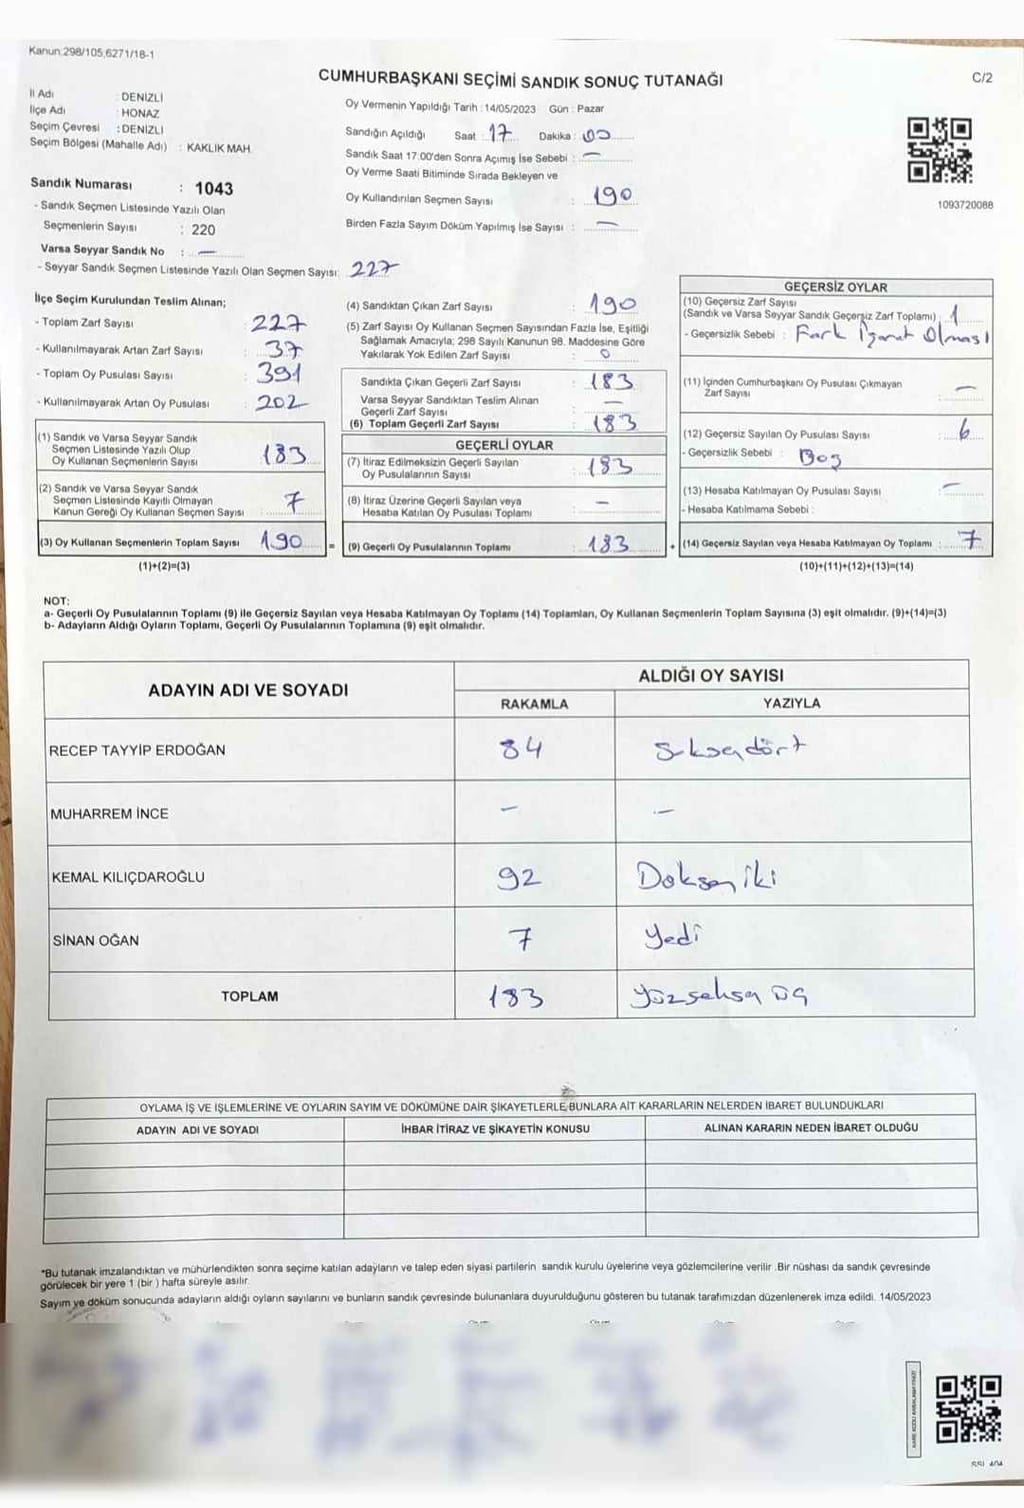 Kanun:298/105,6271/18-1
CUMHURBAŞKANI SEÇİMİ SANDIK SONUÇ TUTANAĞI
C/2
İl Adı : DENİZLİ
İlçe Adı : HONAZ
Seçim Çevresi : DENİZLİ
Seçim Bölgesi (Mahalle Adı) : KAKLIK MAH.
Oy Vermenin Yapıldığı Tarih : 14/05/2023 Gün : Pazar
Sandığın Açıldığı Saat : 17 Dakika : 00
Sandık Saat 17:00'den Sonra Açımış İse Sebebi : —
Oy Verme Saati Bitiminde Sırada Bekleyen ve
Oy Kullandırılan Seçmen Sayısı : 190
Birden Fazla Sayım Döküm Yapılmış İse Sayısı : —
1093720088
Sandık Numarası : 1043
- Sandık Seçmen Listesinde Yazılı Olan
Seçmenlerin Sayısı : 220
Varsa Seyyar Sandık No : —
- Seyyar Sandık Seçmen Listesinde Yazılı Olan Seçmen Sayısı: 227
İlçe Seçim Kurulundan Teslim Alınan;
- Toplam Zarf Sayısı : 227
- Kullanılmayarak Artan Zarf Sayısı : 37
- Toplam Oy Pusulası Sayısı : 391
- Kullanılmayarak Artan Oy Pusulası : 202
(1) Sandık ve Varsa Seyyar Sandık
Seçmen Listesinde Yazılı Olup
Oy Kullanan Seçmenlerin Sayısı : 183
(2) Sandık ve Varsa Seyyar Sandık
Seçmen Listesinde Kayıtlı Olmayan
Kanun Gereği Oy Kullanan Seçmen Sayısı : 7
(3) Oy Kullanan Seçmenlerin Toplam Sayısı : 190
(1)+(2)=(3)
(4) Sandıktan Çıkan Zarf Sayısı : 190
(5) Zarf Sayısı Oy Kullanan Seçmen Sayısından Fazla İse, Eşitliği
Sağlamak Amacıyla; 298 Sayılı Kanunun 98. Maddesine Göre
Yakılarak Yok Edilen Zarf Sayısı : 0
Sandıkta Çıkan Geçerli Zarf Sayısı : 183
Varsa Seyyar Sandıktan Teslim Alınan
Geçerli Zarf Sayısı : —
(6) Toplam Geçerli Zarf Sayısı : 183
GEÇERLİ OYLAR
(7) İtiraz Edilmeksizin Geçerli Sayılan
Oy Pusulalarının Sayısı : 183
(8) İtiraz Üzerine Geçerli Sayılan veya
Hesaba Katılan Oy Pusulası Toplamı : —
= (9) Geçerli Oy Pusulalarının Toplamı : 183
GEÇERSİZ OYLAR
(10) Geçersiz Zarf Sayısı
(Sandık ve Varsa Seyyar Sandık Geçersiz Zarf Toplamı) : 1
- Geçersizlik Sebebi : Fark İşaret Olması
(11) İçinden Cumhurbaşkanı Oy Pusulası Çıkmayan
Zarf Sayısı : —
(12) Geçersiz Sayılan Oy Pusulası Sayısı : 6
- Geçersizlik Sebebi : Boş
(13) Hesaba Katılmayan Oy Pusulası Sayısı : —
- Hesaba Katılmama Sebebi :
+ (14) Geçersiz Sayılan veya Hesaba Katılmayan Oy Toplamı : 7
(10)+(11)+(12)+(13)=(14)
NOT:
a- Geçerli Oy Pusulalarının Toplamı (9) ile Geçersiz Sayılan veya Hesaba Katılmayan Oy Toplamı (14) Toplamları, Oy Kullanan Seçmenlerin Toplam Sayısına (3) eşit olmalıdır. (9)+(14)=(3)
b- Adayların Aldığı Oyların Toplamı, Geçerli Oy Pusulalarının Toplamına (9) eşit olmalıdır.
ADAYIN ADI VE SOYADI ALDIĞI OY SAYISI
RAKAMLA YAZIYLA
RECEP TAYYİP ERDOĞAN 84 Seksendört
MUHARREM İNCE — —
KEMAL KILIÇDAROĞLU 92 Doksan iki
SİNAN OĞAN 7 Yedi
TOPLAM 183 Yüzseksen üç
OYLAMA İŞ VE İŞLEMLERİNE VE OYLARIN SAYIM VE DÖKÜMÜNE DAİR ŞİKAYETLERLE BUNLARA AİT KARARLARIN NELERDEN İBARET BULUNDUKLARI
ADAYIN ADI VE SOYADI İHBAR İTİRAZ VE ŞİKAYETİN KONUSU ALINAN KARARIN NEDEN İBARET OLDUĞU
*Bu tutanak imzalandıktan ve mühürlendikten sonra seçime katılan adayların ve talep eden siyasi partilerin sandık kurulu üyelerine veya gözlemcilerine verilir .Bir nüshası da sandık çevresinde
görülecek bir yere 1 (bir ) hafta süreyle asılır.
Sayım ve döküm sonucunda adayların aldığı oyların sayılarını ve bunların sandık çevresinde bulunanlara duyurulduğunu gösteren bu tutanak tarafımızdan düzenlenerek imza edildi. 14/05/2023